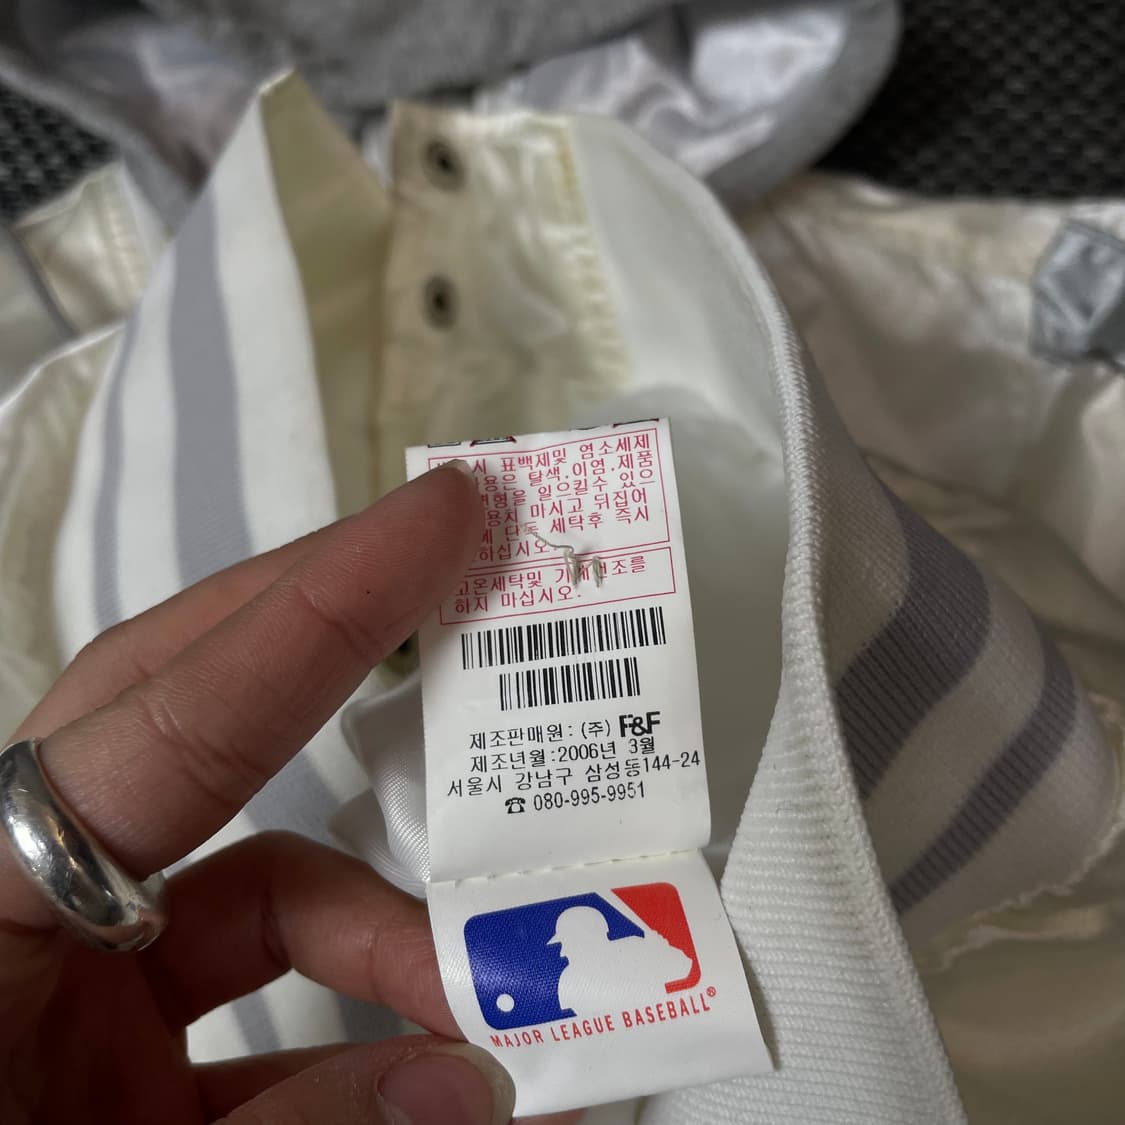 시 표백제및 염소세제
사용은 탈색.이염.제품
변형을 일으킬수 있으
용치 마시고 뒤집어
세탁후 즉시
하십시오.
고온세탁및 기계건조를
하지 마십시오.
제조판매원: (주) F&F
제조년월:2006년 3월
서울시 강남구 삼성동144-24
☎ 080-995-9951
MAJOR LEAGUE BASEBALL®